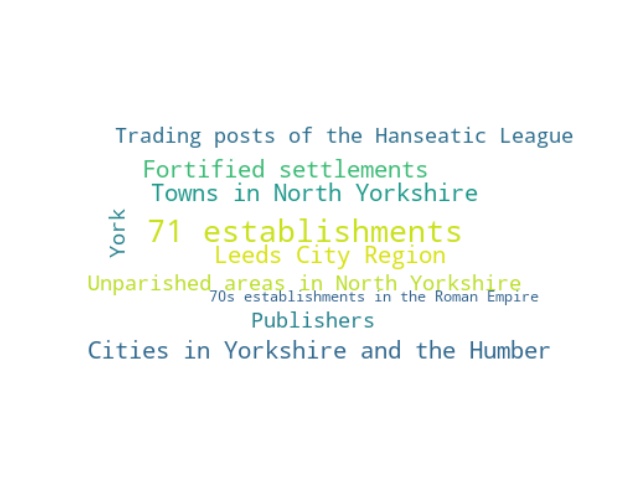 Trading posts of the Hanseatic League
Fortified settlements
Towns in North Yorkshire
York
71 establishments
Leeds City Region
Unparished areas in North Yorkshire
70s establishments in the Roman Empire
Publishers
Cities in Yorkshire and the Humber